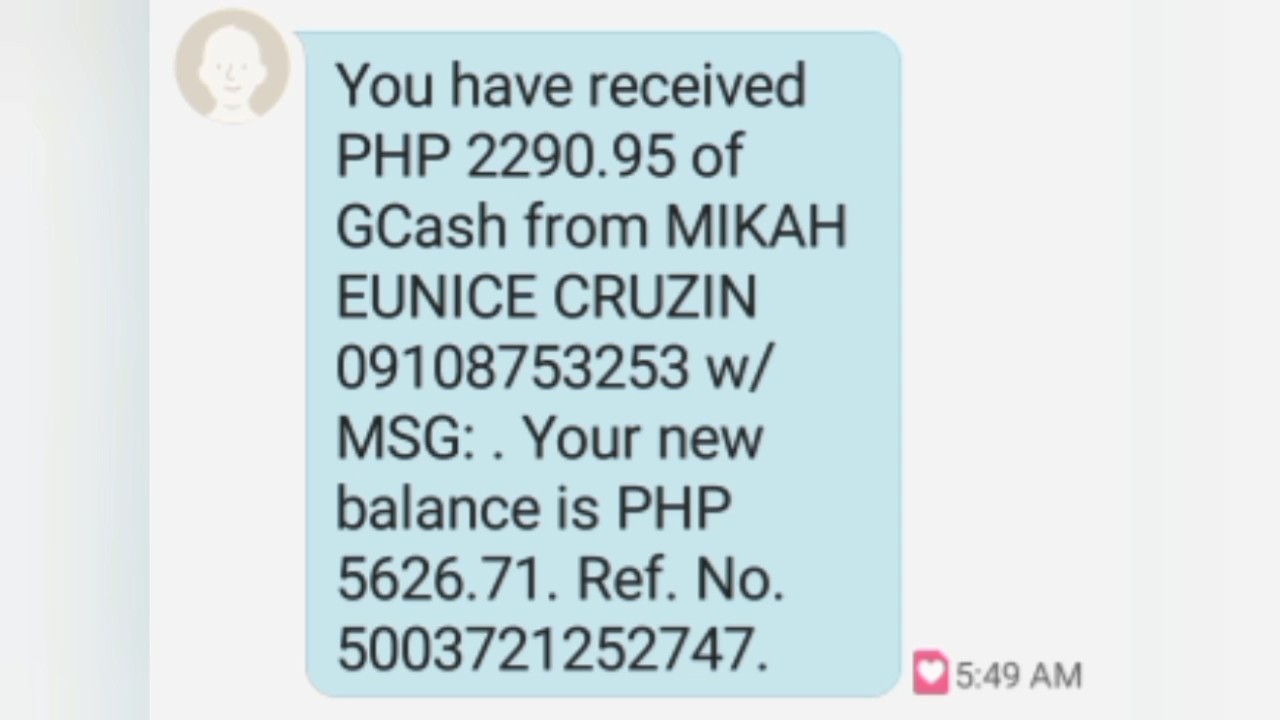 You have received
PHP 2290.95 of
GCash from MIKAH
EUNICE CRUZIN
09108753253 w/
MSG: . Your new
balance is PHP
5626.71. Ref. No.
5003721252747.
5:49 AM